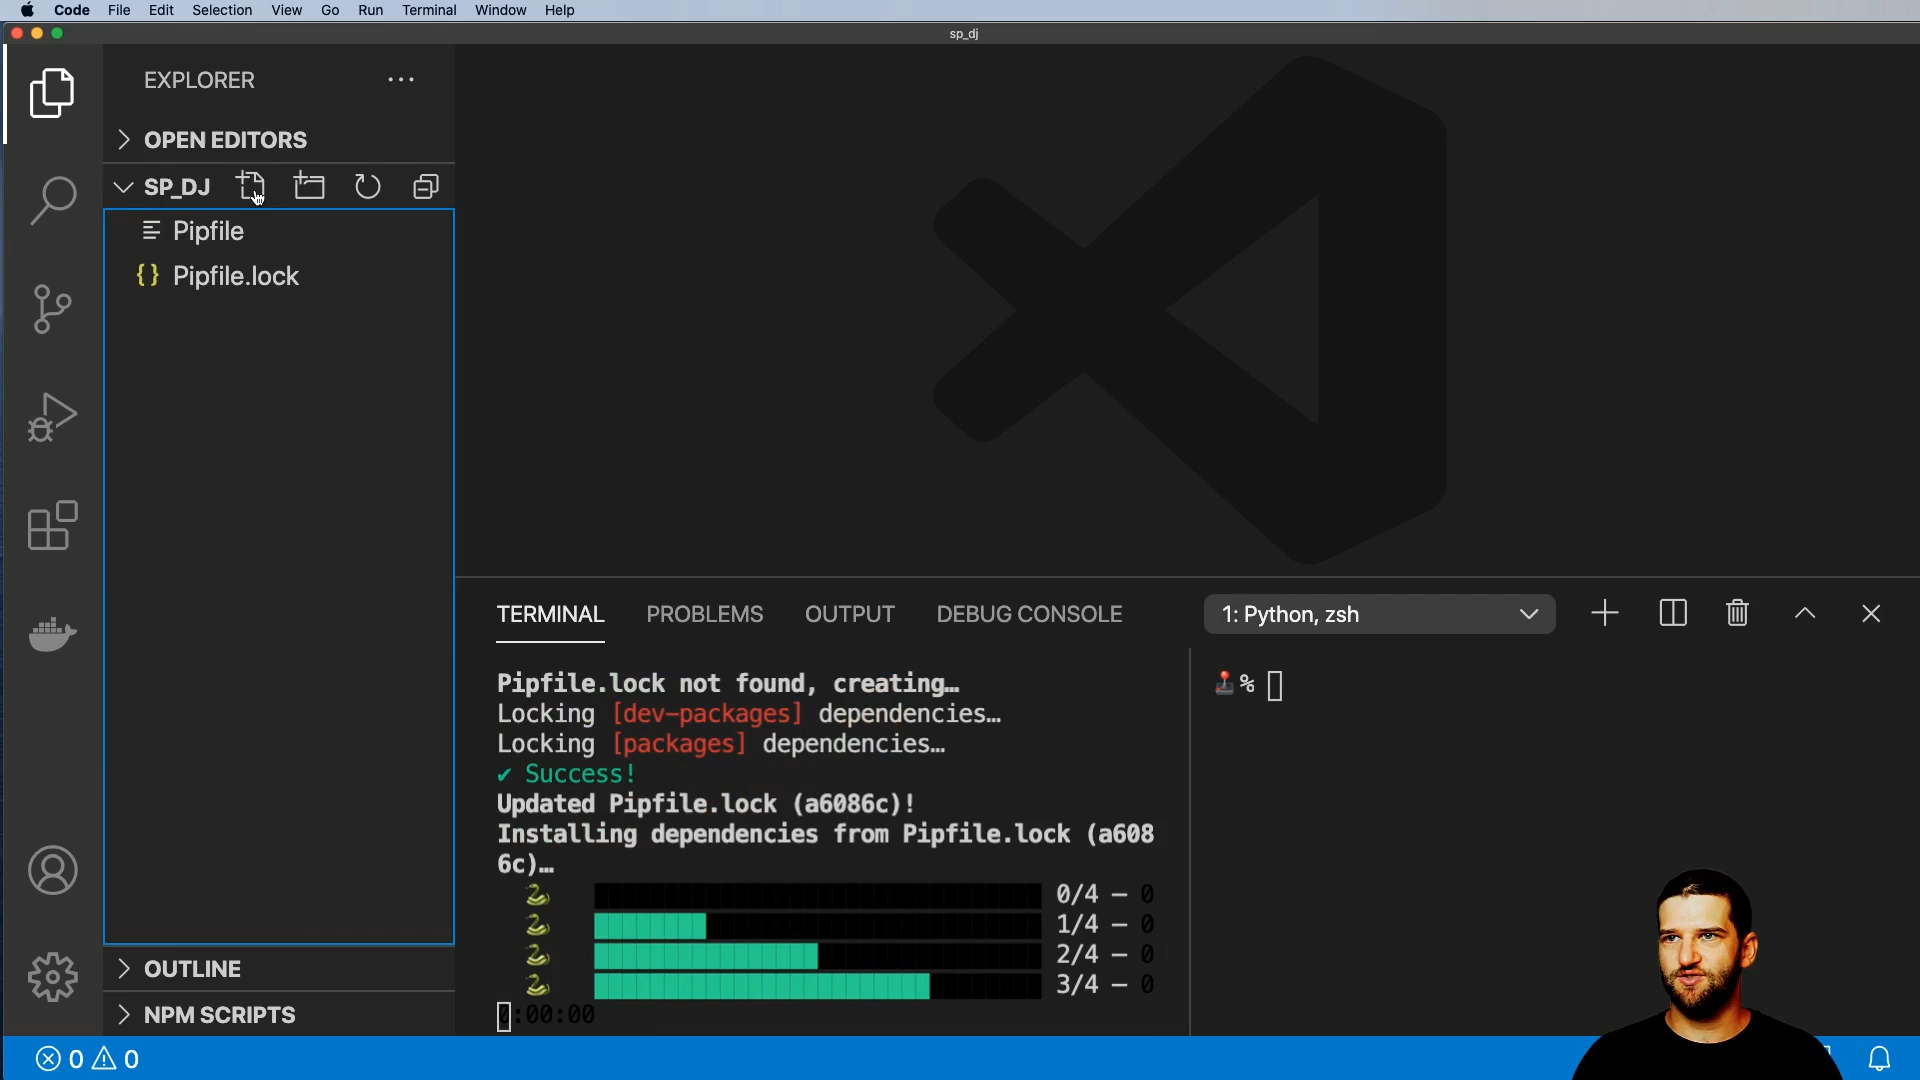 Code File Edit Selection View Go Run Terminal Window Help
sp_dj
EXPLORER
OPEN EDITORS
SP_DJ
Pipfile
{} Pipfile.lock
TERMINAL PROBLEMS OUTPUT DEBUG CONSOLE 1: Python, zsh
Pipfile.lock not found, creating…
Locking [dev-packages] dependencies…
Locking [packages] dependencies…
✔ Success!
Updated Pipfile.lock (a6086c)!
Installing dependencies from Pipfile.lock (a608
6c)…
🐍 0/4 — 0
🐍 1/4 — 0
🐍 2/4 — 0
🐍 3/4 — 0
0:00:00
🕹%
OUTLINE
NPM SCRIPTS
0 0